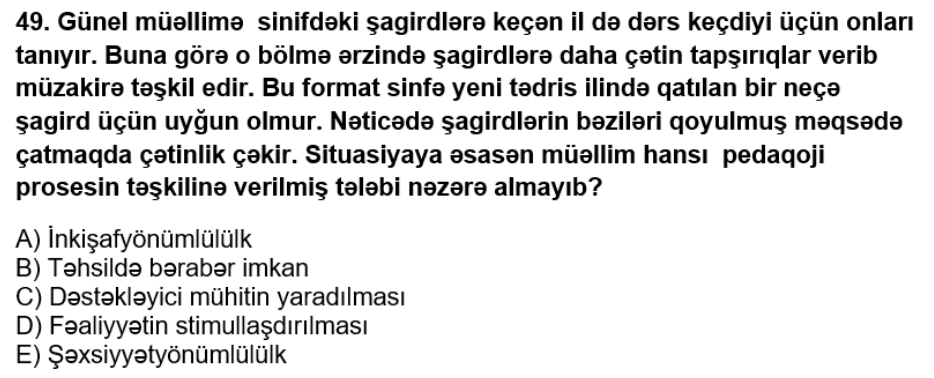 49. Günel müəllimə sinifdəki şagirdlərə keçən il də dərs keçdiyi üçün onları
tanıyır. Buna görə o bölmə ərzində şagirdlərə daha çətin tapşırıqlar verib
müzakirə təşkil edir. Bu format sinfə yeni tədris ilində qatılan bir neçə
şagird üçün uyğun olmur. Nəticədə şagirdlərin bəziləri qoyulmuş məqsədə
çatmaqda çətinlik çəkir. Situasiyaya əsasən müəllim hansı pedaqoji
prosesin təşkilinə verilmiş tələbi nəzərə almayıb?
A) İnkişafyönümlülülk
B) Təhsildə bərabər imkan
C) Dəstəkləyici mühitin yaradılması
D) Fəaliyyətin stimullaşdırılması
E) Şəxsiyyətyönümlülülk